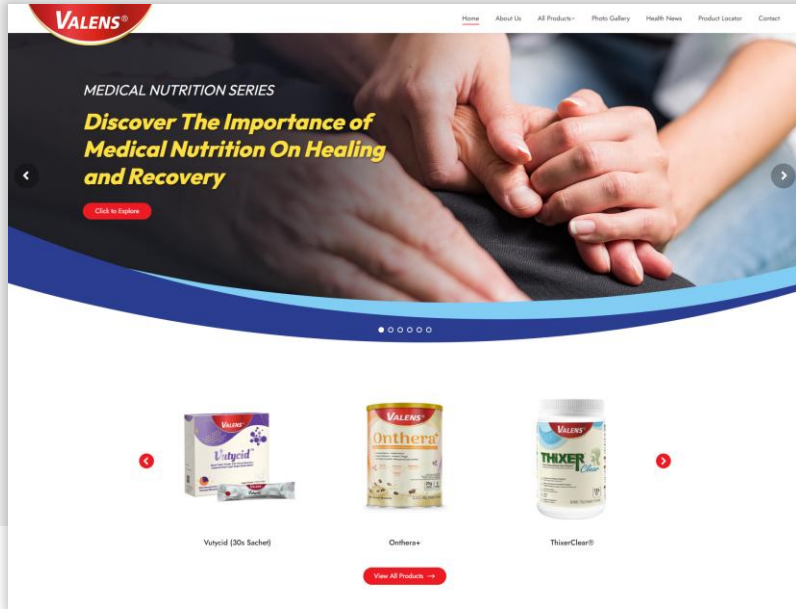 VALENS®
Home About Us All Products Photo Gallery Health News Product Locator Contact
MEDICAL NUTRITION SERIES
Discover The Importance of
Medical Nutrition On Healing
and Recovery
Click to Explore
VALENS
Vutycid
VALENS
Onthera+
VALENS
THIXER
Clear
Vutycid (30s Sachet) Onthera+ ThixerClear®
View All Products →